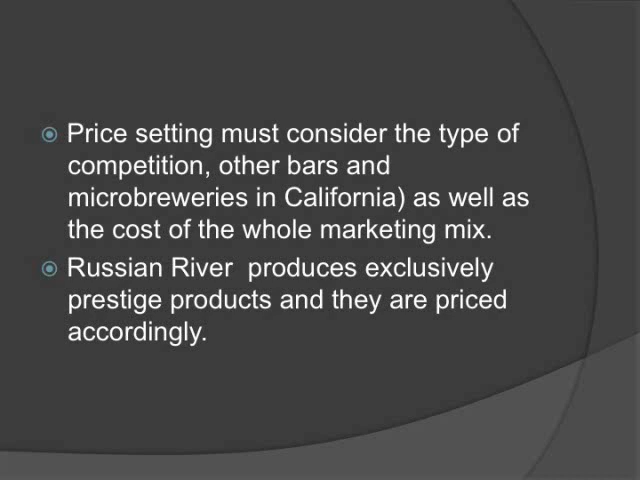 Price setting must consider the type of
competition, other bars and
microbreweries in California) as well as
the cost of the whole marketing mix.
Russian River  produces exclusively
prestige products and they are priced
accordingly.